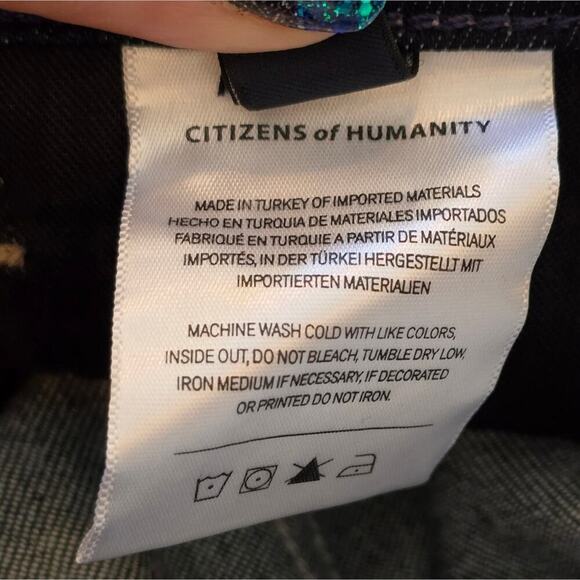 CITIZENS of HUMANITY
MADE IN TURKEY OF IMPORTED MATERIALS
HECHO EN TURQUIA DE MATERIALES IMPORTADOS
FABRIQUÉ EN TURQUIE A PARTIR DE MATÉRIAUX
IMPORTÉS, IN DER TÜRKEI HERGESTELLT MIT
IMPORTIERTEN MATERIALIEN
MACHINE WASH COLD WITH LIKE COLORS,
INSIDE OUT, DO NOT BLEACH, TUMBLE DRY LOW.
IRON MEDIUM IF NECESSARY, IF DECORATED
OR PRINTED DO NOT IRON.